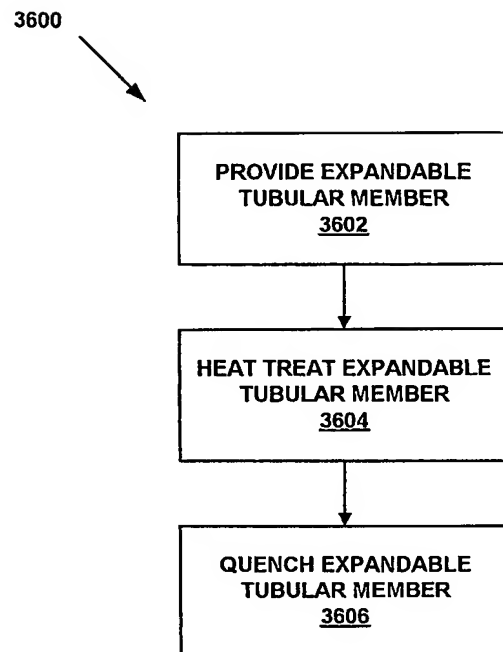 3600
PROVIDE EXPANDABLE
TUBULAR MEMBER
3602
HEAT TREAT EXPANDABLE
TUBULAR MEMBER
3604
QUENCH EXPANDABLE
TUBULAR MEMBER
3606